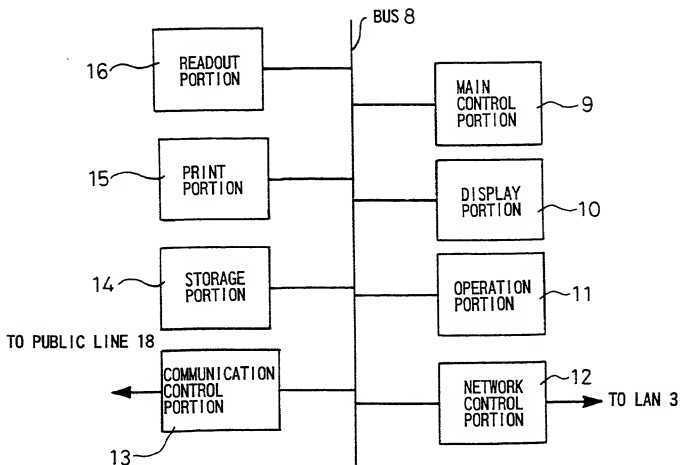 BUS 8
16
READOUT
PORTION
MAIN
CONTROL
PORTION
9
15
PRINT
PORTION
DISPLAY
PORTION
10
14
STORAGE
PORTION
OPERATION
PORTION
11
TO PUBLIC LINE 18
COMMUNICATION
CONTROL
PORTION
13
NETWORK
CONTROL
PORTION
12
TO LAN 3